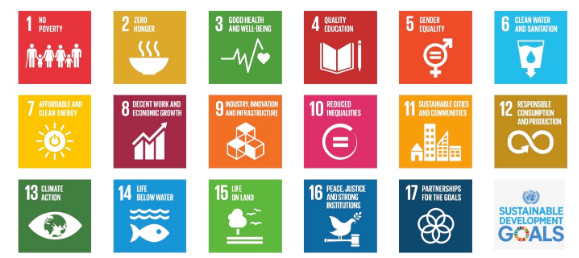 1 NO
POVERTY
2 ZERO
HUNGER
3 GOOD HEALTH
AND WELL-BEING
4 QUALITY
EDUCATION
5 GENDER
EQUALITY
6 CLEAN WATER
AND SANITATION
7 AFFORDABLE AND
CLEAN ENERGY
8 DECENT WORK AND
ECONOMIC GROWTH
9 INDUSTRY, INNOVATION
AND INFRASTRUCTURE
10 REDUCED
INEQUALITIES
11 SUSTAINABLE CITIES
AND COMMUNITIES
12 RESPONSIBLE
CONSUMPTION
AND PRODUCTION
13 CLIMATE
ACTION
14 LIFE
BELOW WATER
15 LIFE
ON LAND
16 PEACE, JUSTICE
AND STRONG
INSTITUTIONS
17 PARTNERSHIPS
FOR THE GOALS
SUSTAINABLE
DEVELOPMENT
GOALS